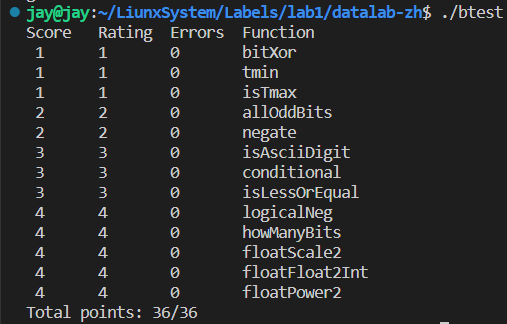 jay@jay:~/LiunxSystem/Labels/lab1/datalab-zh$ ./btest
Score Rating Errors Function
1 1 0 bitXor
1 1 0 tmin
1 1 0 isTmax
2 2 0 allOddBits
2 2 0 negate
3 3 0 isAsciiDigit
3 3 0 conditional
3 3 0 isLessOrEqual
4 4 0 logicalNeg
4 4 0 howManyBits
4 4 0 floatScale2
4 4 0 floatFloat2Int
4 4 0 floatPower2
Total points: 36/36